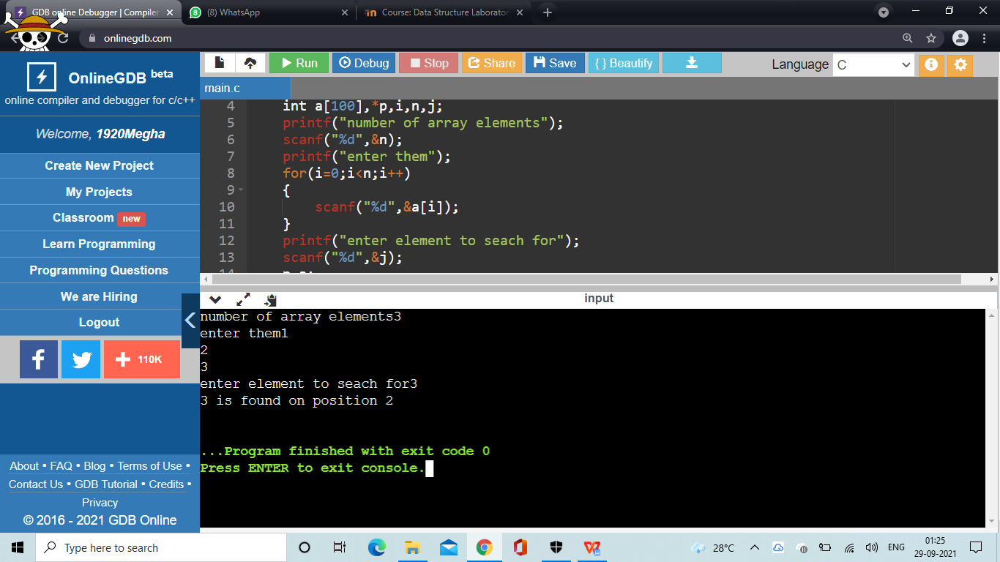 GDB online Debugger | Compiler
(8) WhatsApp
Course: Data Structure Laborator
onlinegdb.com
OnlineGDB beta
online compiler and debugger for c/c++
Welcome, 1920Megha
Create New Project
My Projects
Classroom new
Learn Programming
Programming Questions
We are Hiring
Logout
110K
About • FAQ • Blog • Terms of Use •
Contact Us • GDB Tutorial • Credits •
Privacy
© 2016 - 2021 GDB Online
Run Debug Stop Share Save { } Beautify
Language C
main.c
4 int a[100],*p,i,n,j;
5 printf("number of array elements");
6 scanf("%d",&n);
7 printf("enter them");
8 for(i=0;i<n;i++)
9 {
10 scanf("%d",&a[i]);
11 }
12 printf("enter element to seach for");
13 scanf("%d",&j);
input
number of array elements3
enter them1
2
3
enter element to seach for3
3 is found on position 2
...Program finished with exit code 0
Press ENTER to exit console.
Type here to search
28°C
ENG
01:25
29-09-2021